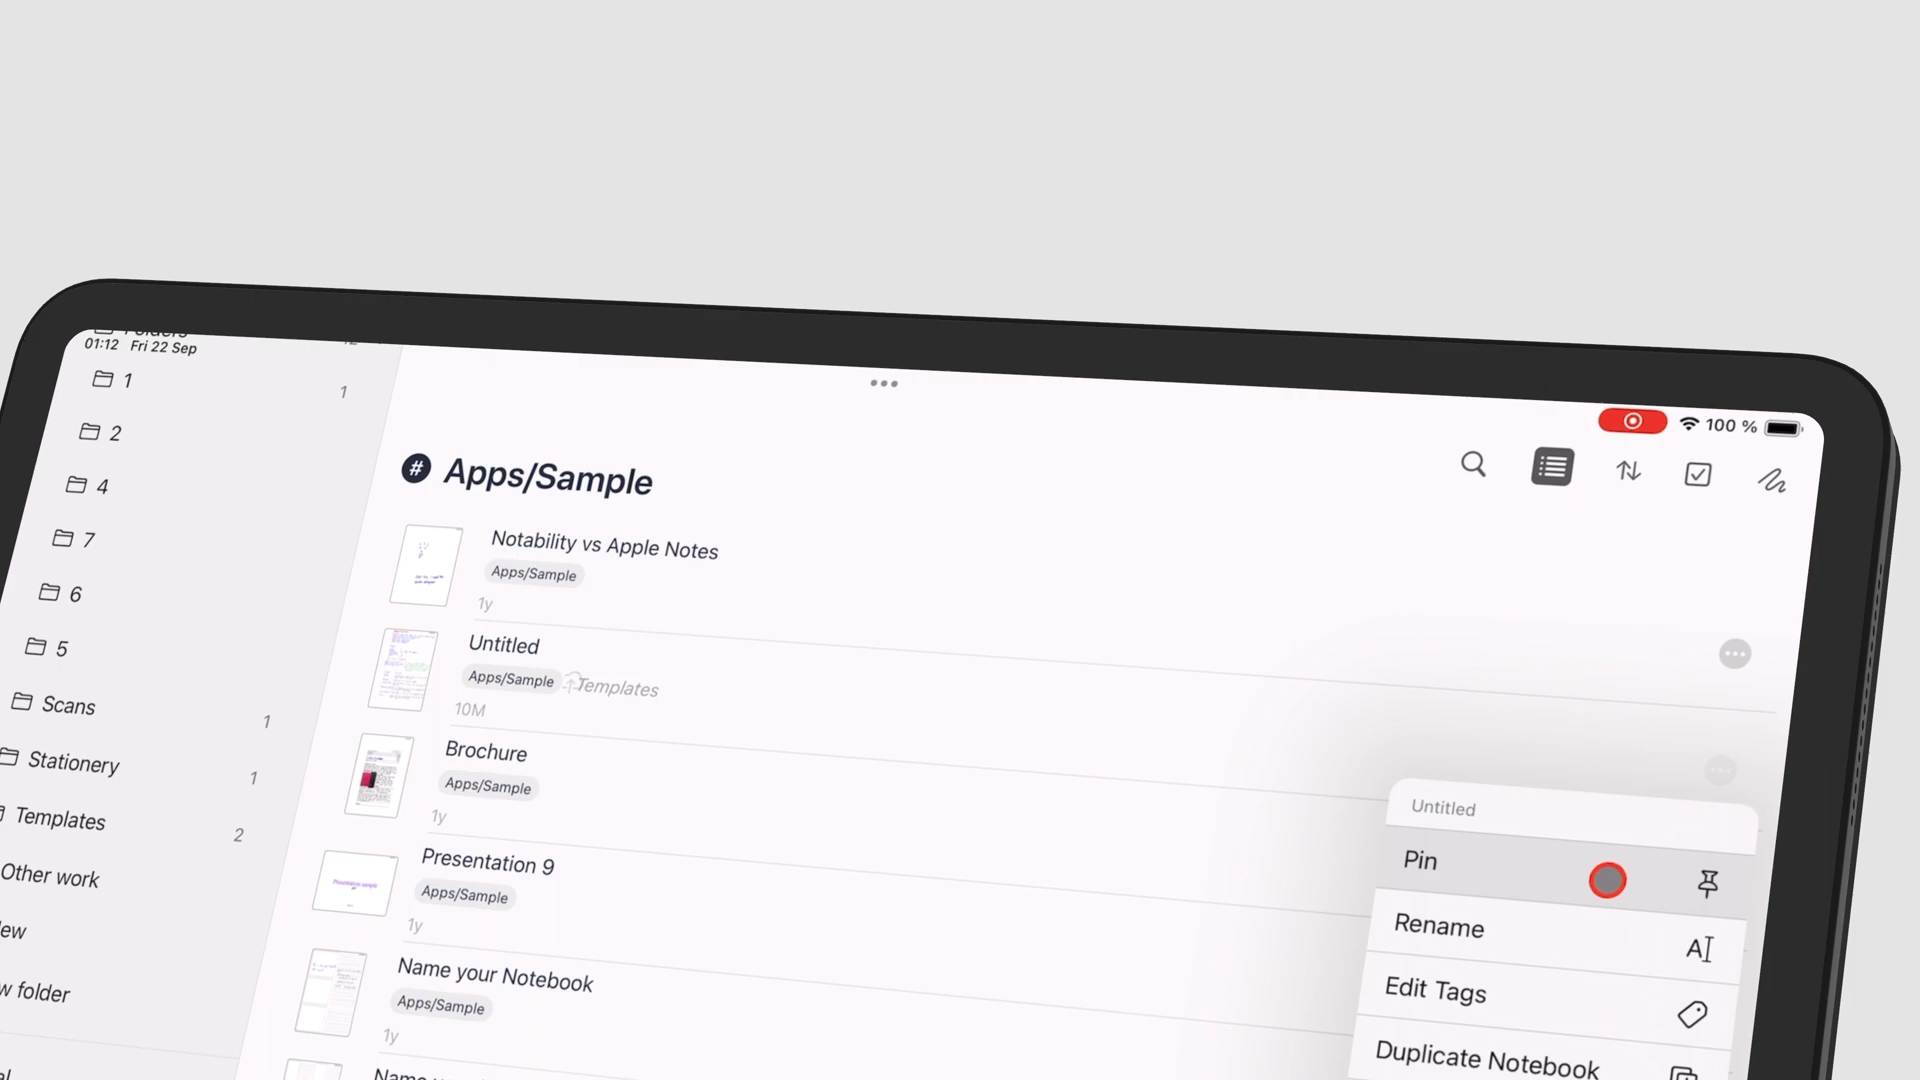 Folders
01:12 Fri 22 Sep
1 1
2
4
7
6
5
Scans 1
Stationery 1
Templates 2
Other work
w folder
100 %
# Apps/Sample
Notability vs Apple Notes
Apps/Sample
1y
Untitled
Apps/Sample Templates
10M
Brochure
Apps/Sample
1y
Presentation 9
Apps/Sample
1y
Name your Notebook
Apps/Sample
1y
Untitled
Pin
Rename
Edit Tags
Duplicate Notebook